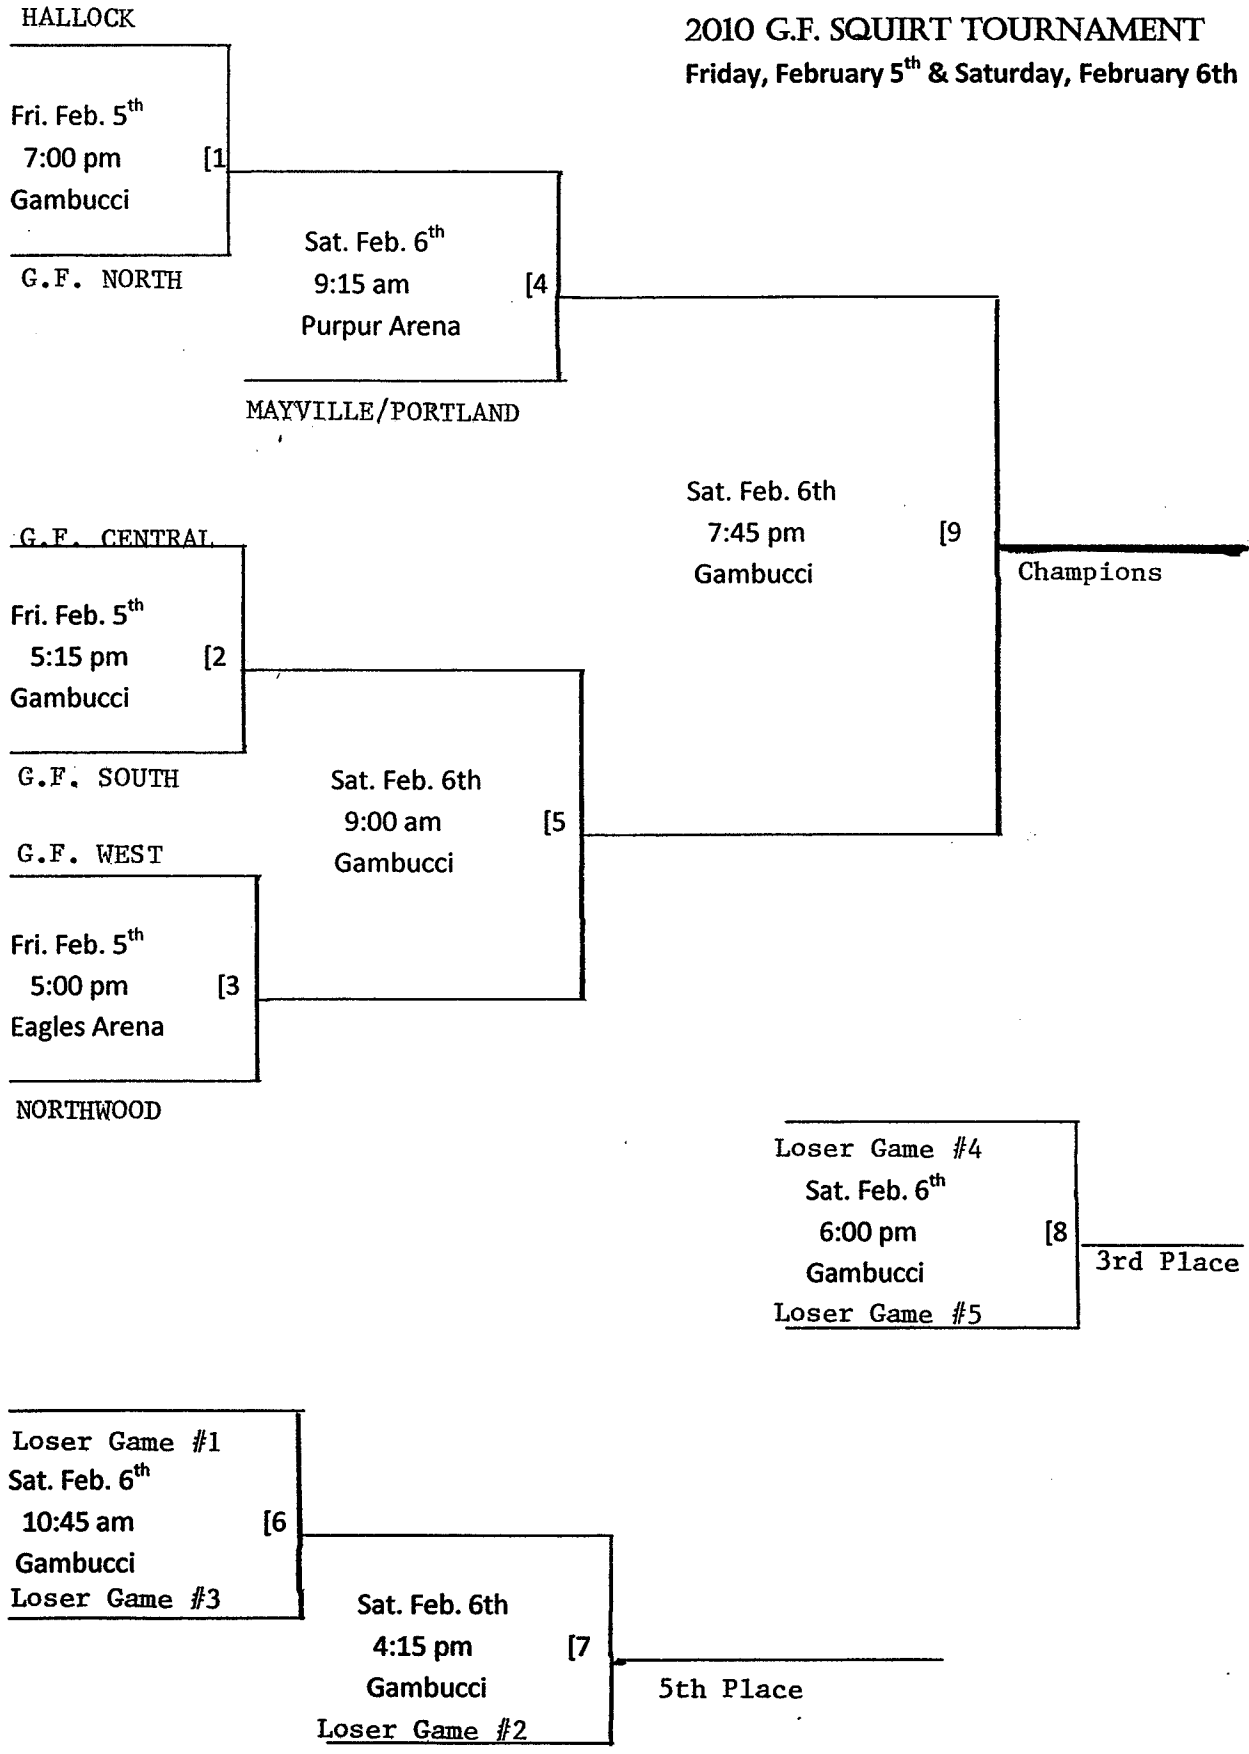 HALLOCK
2010 G.F. SQUIRT TOURNAMENT
Friday, February 5th & Saturday, February 6th
Fri. Feb. 5th
7:00 pm [1
Gambucci
G.F. NORTH
Sat. Feb. 6th
9:15 am [4
Purpur Arena
MAYVILLE/PORTLAND
Sat. Feb. 6th
7:45 pm [9
Gambucci
Champions
G.F. CENTRAL
Fri. Feb. 5th
5:15 pm [2
Gambucci
G.F. SOUTH
Sat. Feb. 6th
9:00 am [5
Gambucci
G.F. WEST
Fri. Feb. 5th
5:00 pm [3
Eagles Arena
NORTHWOOD
Loser Game #4
Sat. Feb. 6th
6:00 pm [8
Gambucci
Loser Game #5
3rd Place
Loser Game #1
Sat. Feb. 6th
10:45 am [6
Gambucci
Loser Game #3
Sat. Feb. 6th
4:15 pm [7
Gambucci
Loser Game #2
5th Place